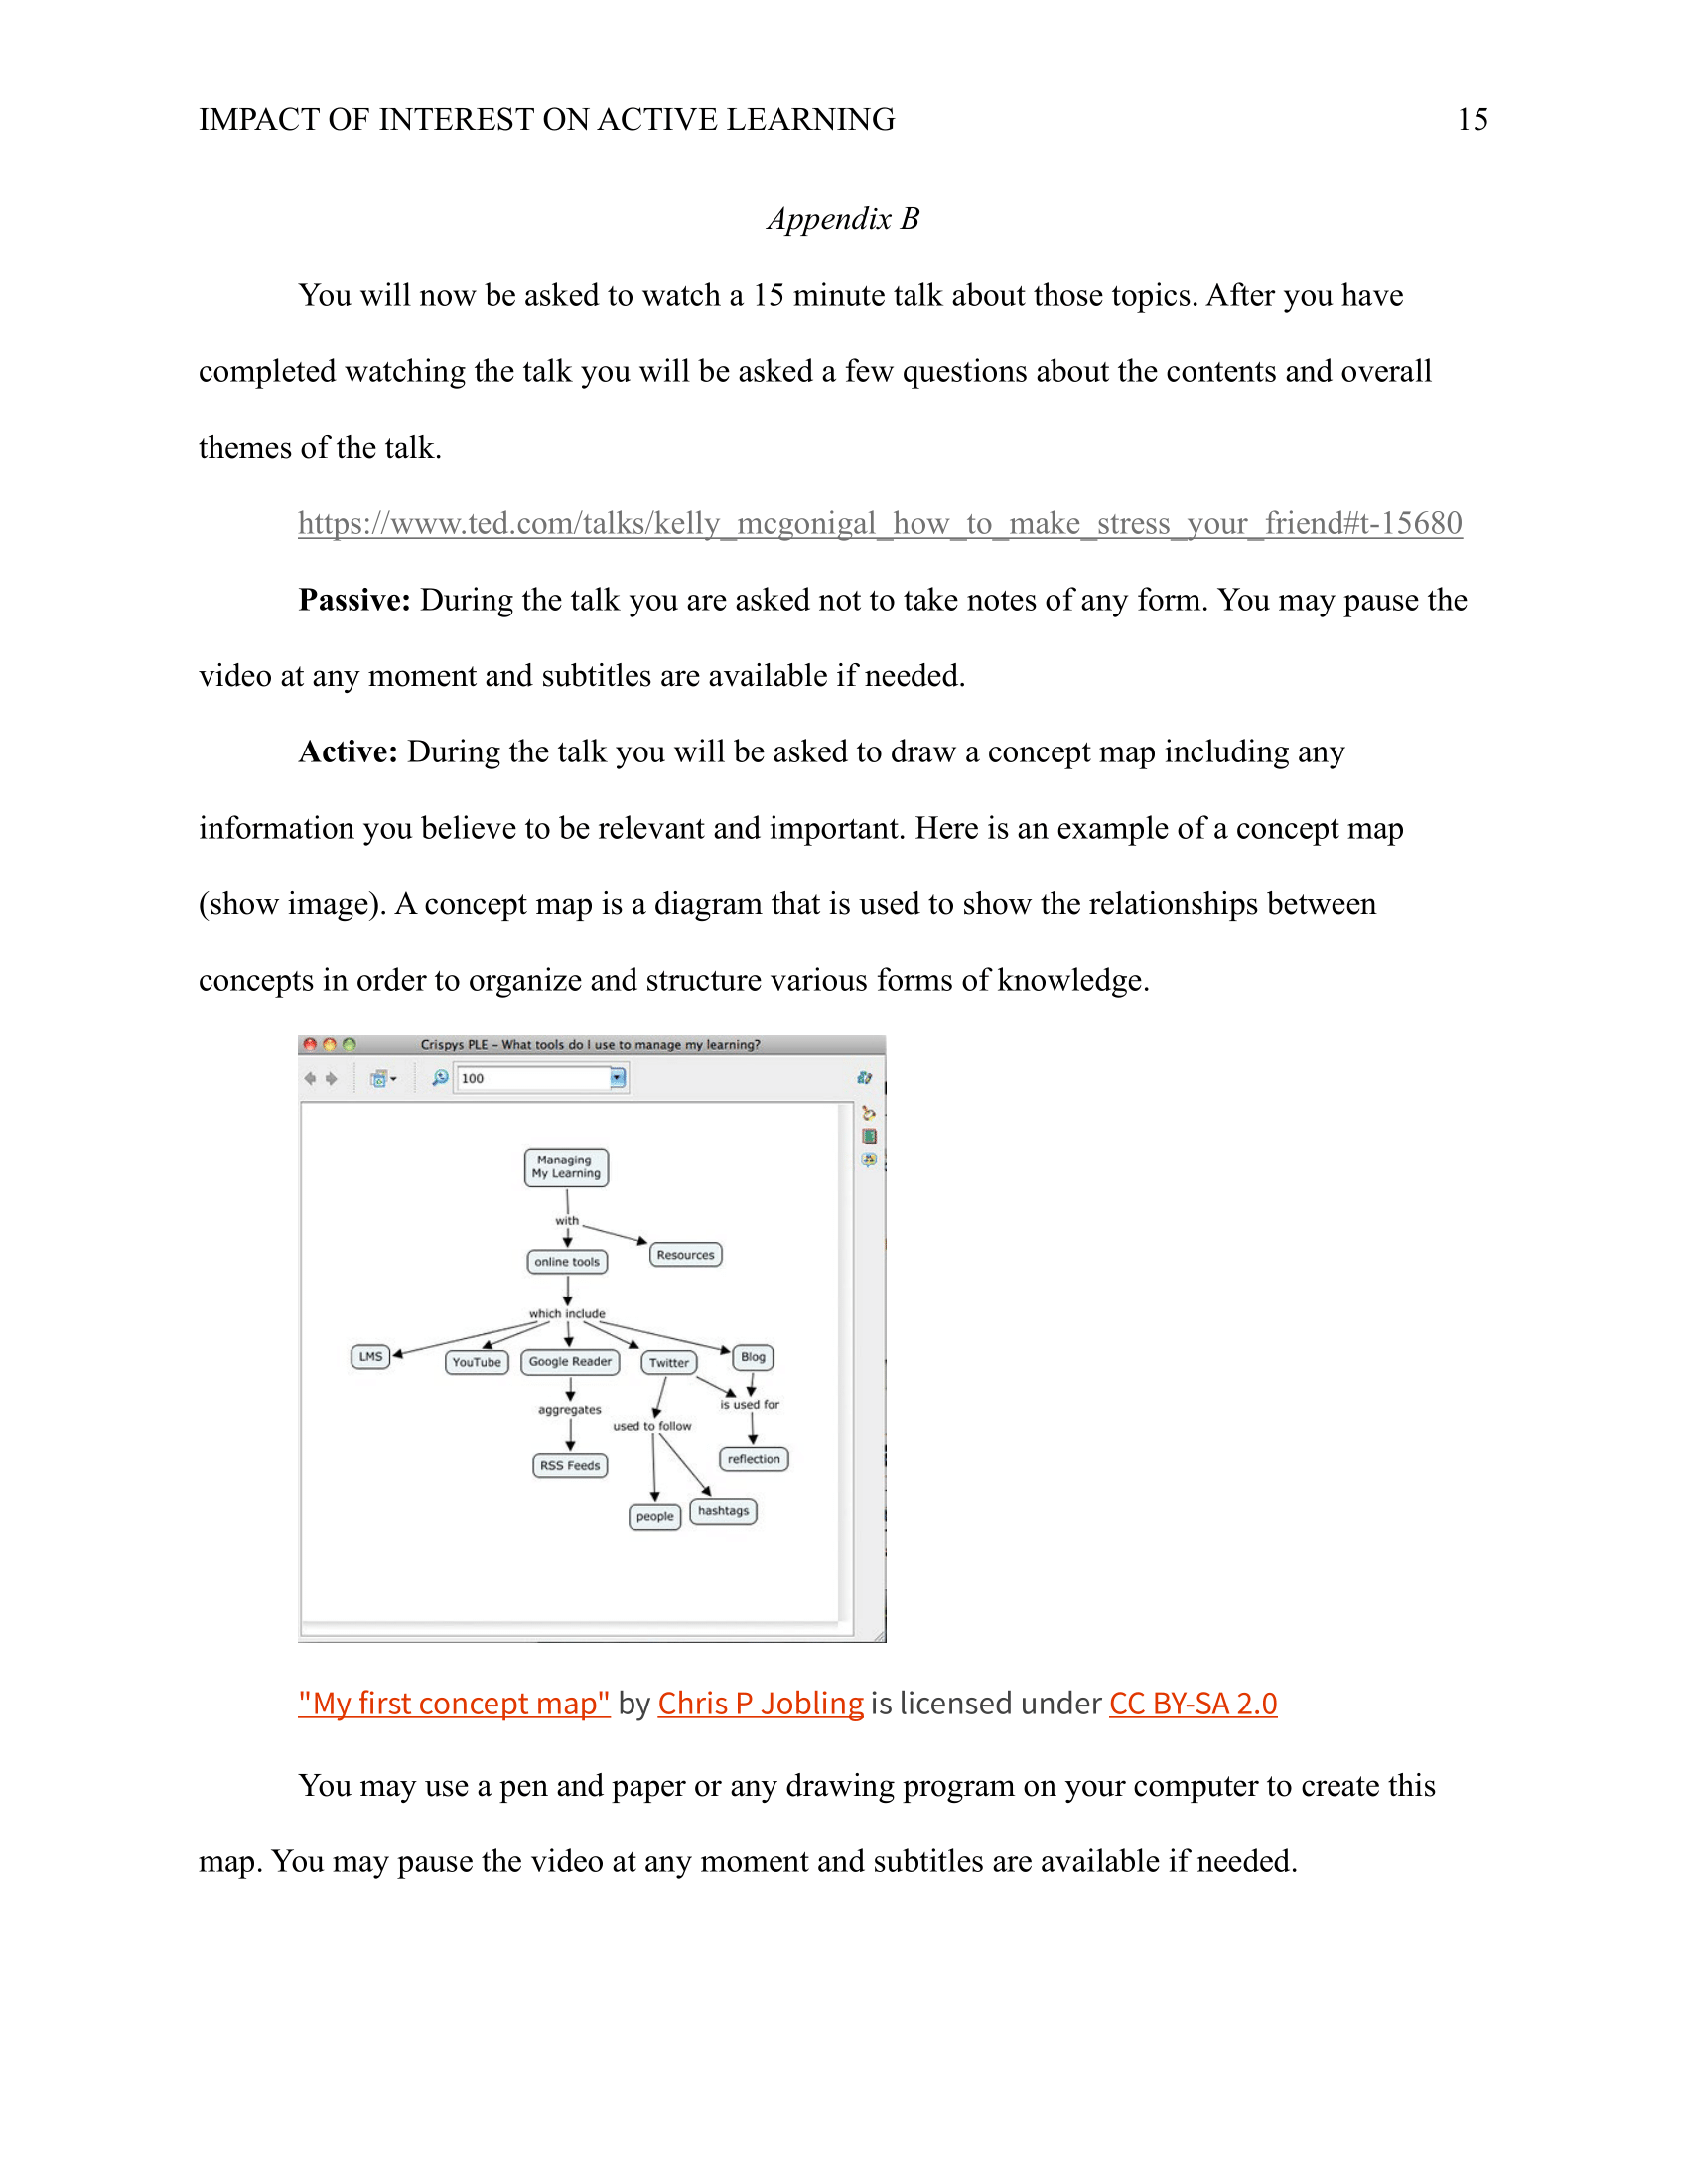 IMPACT OF INTEREST ON ACTIVE LEARNING 15
Appendix B
You will now be asked to watch a 15 minute talk about those topics. After you have
completed watching the talk you will be asked a few questions about the contents and overall
themes of the talk.
https://www.ted.com/talks/kelly_mcgonigal_how_to_make_stress_your_friend#t-15680
Passive: During the talk you are asked not to take notes of any form. You may pause the
video at any moment and subtitles are available if needed.
Active: During the talk you will be asked to draw a concept map including any
information you believe to be relevant and important. Here is an example of a concept map
(show image). A concept map is a diagram that is used to show the relationships between
concepts in order to organize and structure various forms of knowledge.
Crispys PLE – What tools do I use to manage my learning?
100
Managing
My Learning
with
Resources
online tools
which include
LMS
YouTube
Google Reader
Twitter
Blog
aggregates
used to follow
is used for
RSS Feeds
reflection
people
hashtags
"My first concept map" by Chris P Jobling is licensed under CC BY-SA 2.0
You may use a pen and paper or any drawing program on your computer to create this
map. You may pause the video at any moment and subtitles are available if needed.